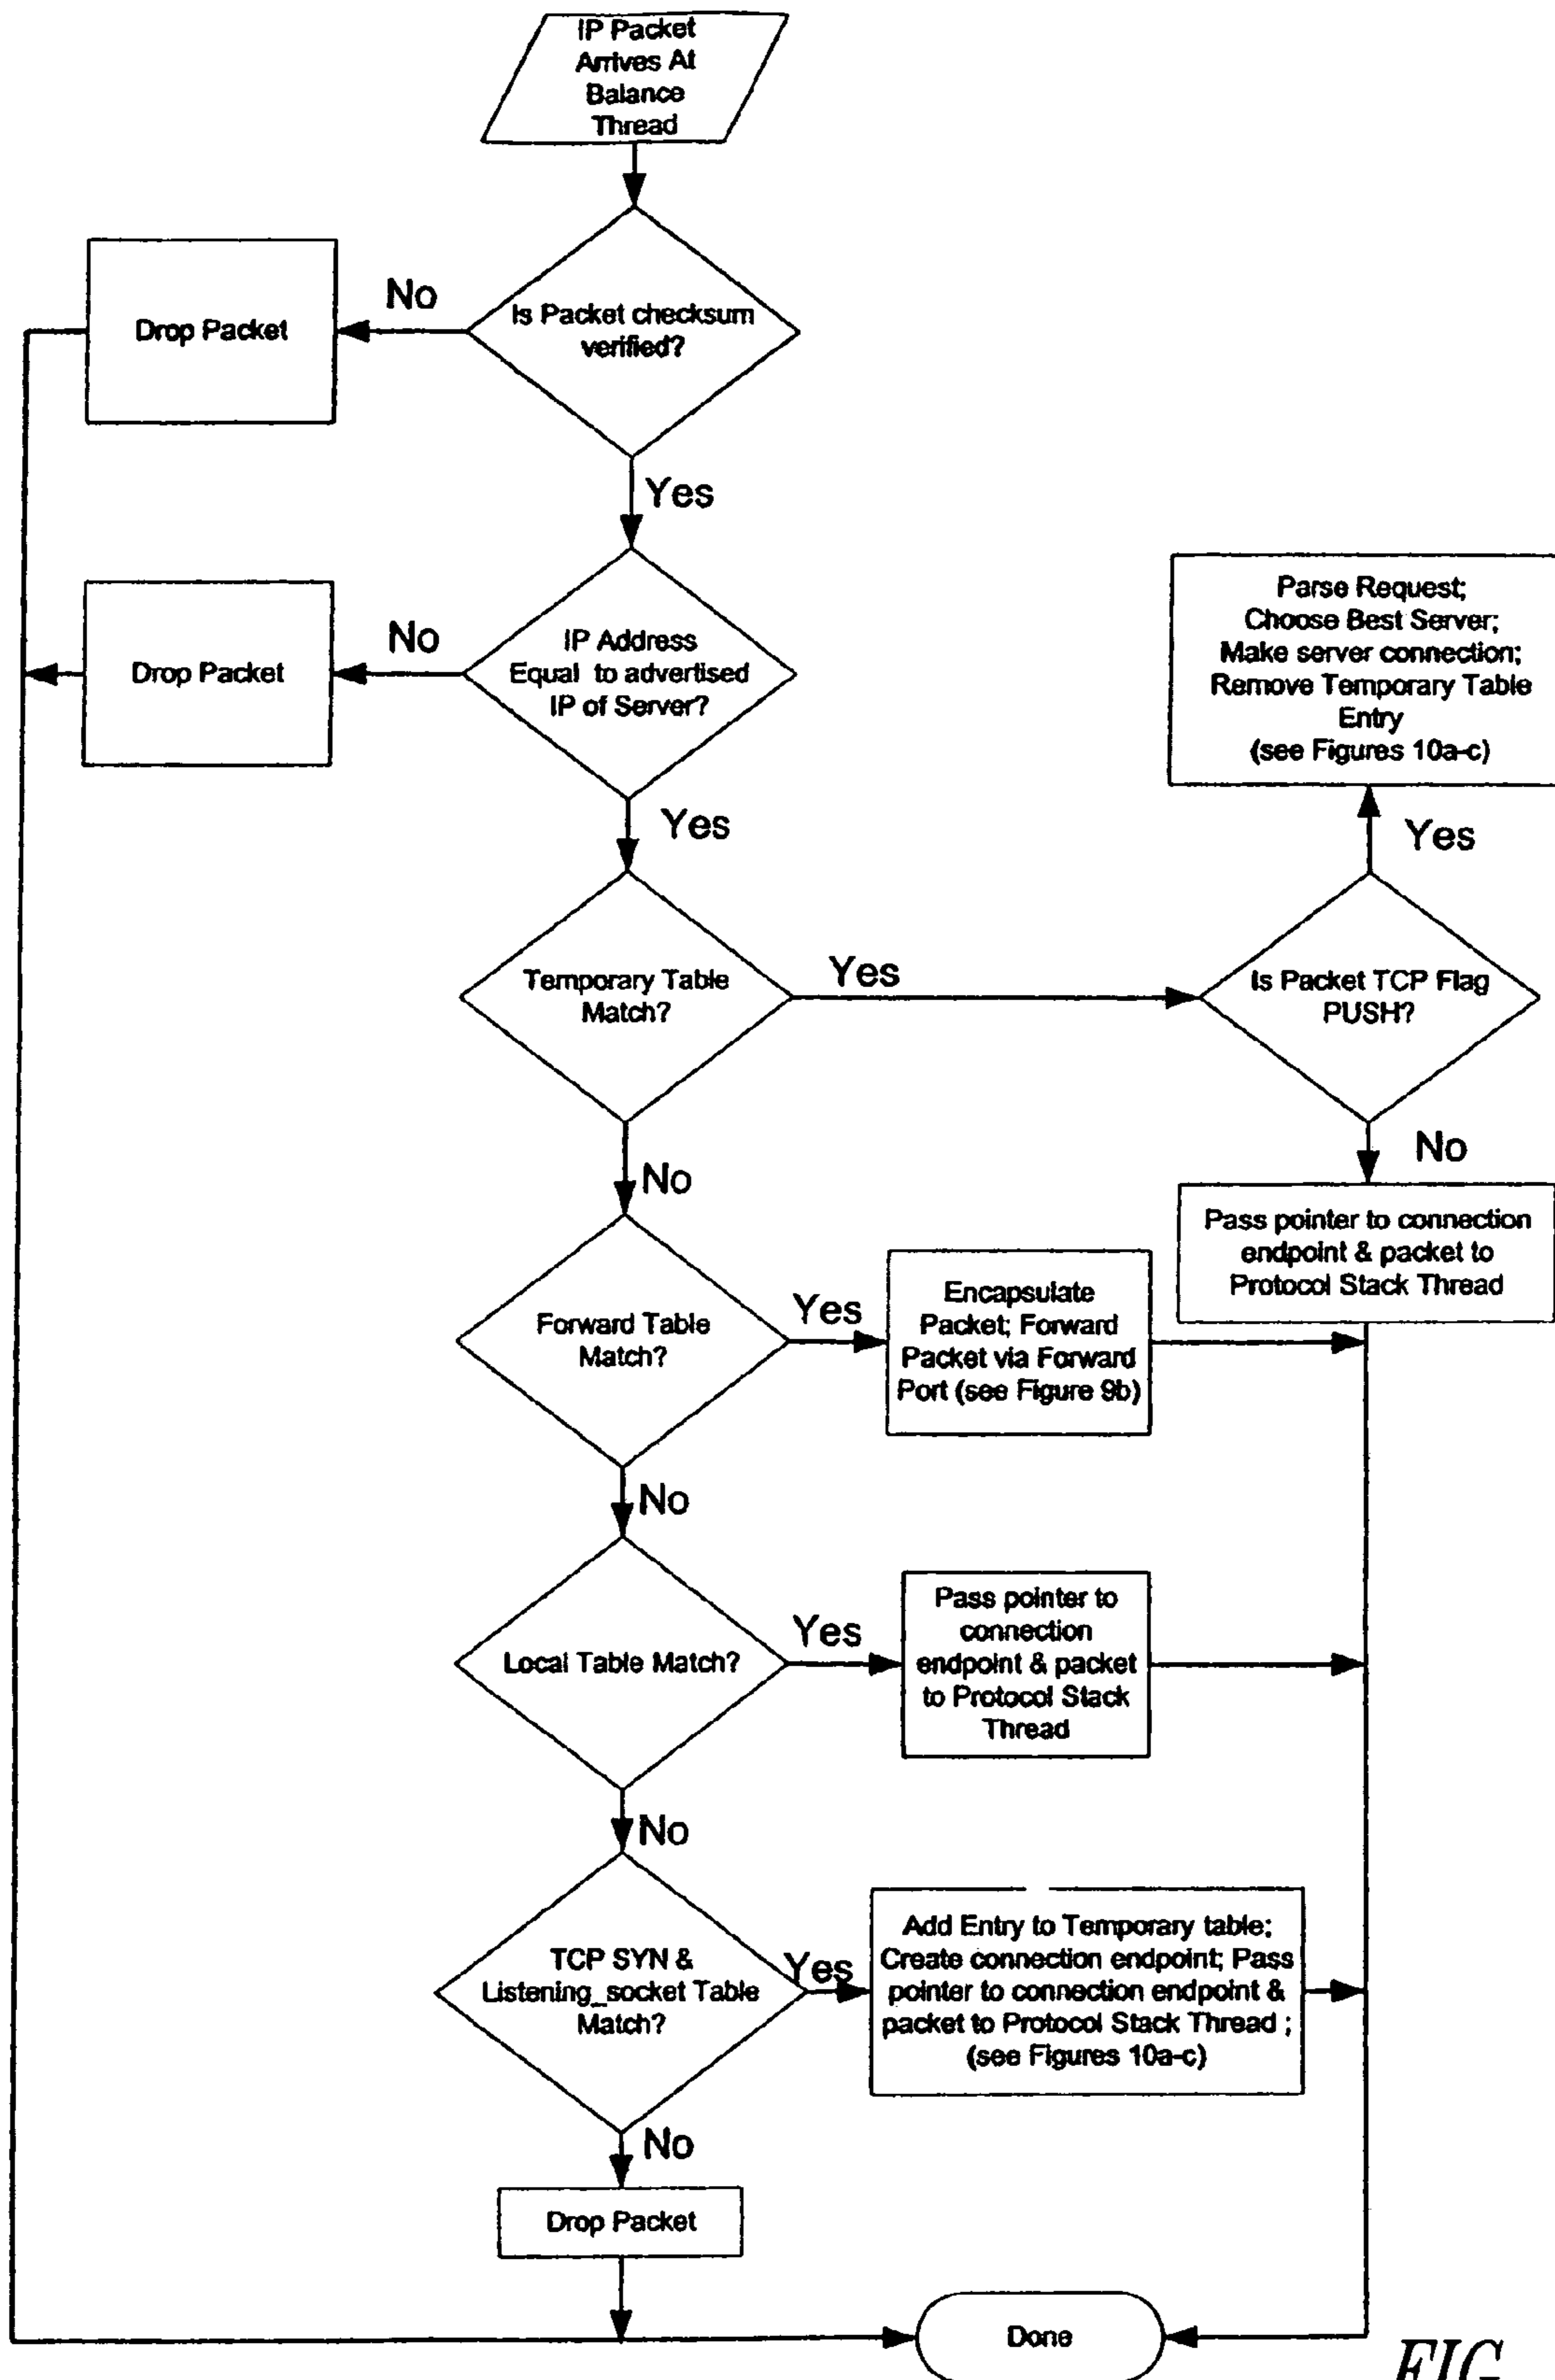 IP Packet
Arrives At
Balance
Thread
Is Packet checksum
verified?
No
Drop Packet
Yes
IP Address
Equal to advertised
IP of Server?
No
Drop Packet
Yes
Temporary Table
Match?
Yes
Is Packet TCP Flag
PUSH?
Yes
Parse Request;
Choose Best Server;
Make server connection;
Remove Temporary Table
Entry
(see Figures 10a-c)
No
Pass pointer to connection
endpoint & packet to
Protocol Stack Thread
No
Forward Table
Match?
Yes
Encapsulate
Packet; Forward
Packet via Forward
Port (see Figure 9b)
No
Local Table Match?
Yes
Pass pointer to
connection
endpoint & packet
to Protocol Stack
Thread
No
TCP SYN &
Listening_socket Table
Match?
Yes
Add Entry to Temporary table;
Create connection endpoint; Pass
pointer to connection endpoint &
packet to Protocol Stack Thread ;
(see Figures 10a-c)
No
Drop Packet
Done
FIG